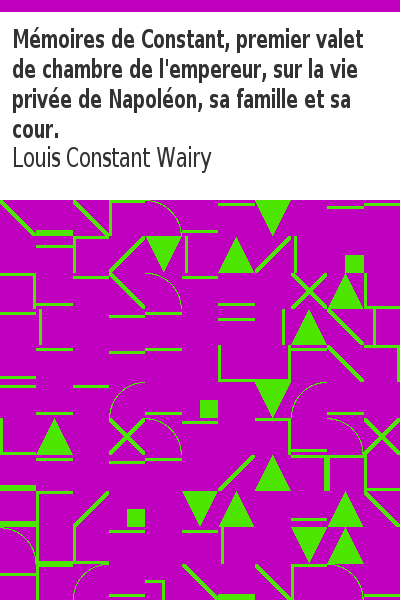 Mémoires de Constant, premier valet
de chambre de l'empereur, sur la vie
privée de Napoléon, sa famille et sa
cour.
Louis Constant Wairy